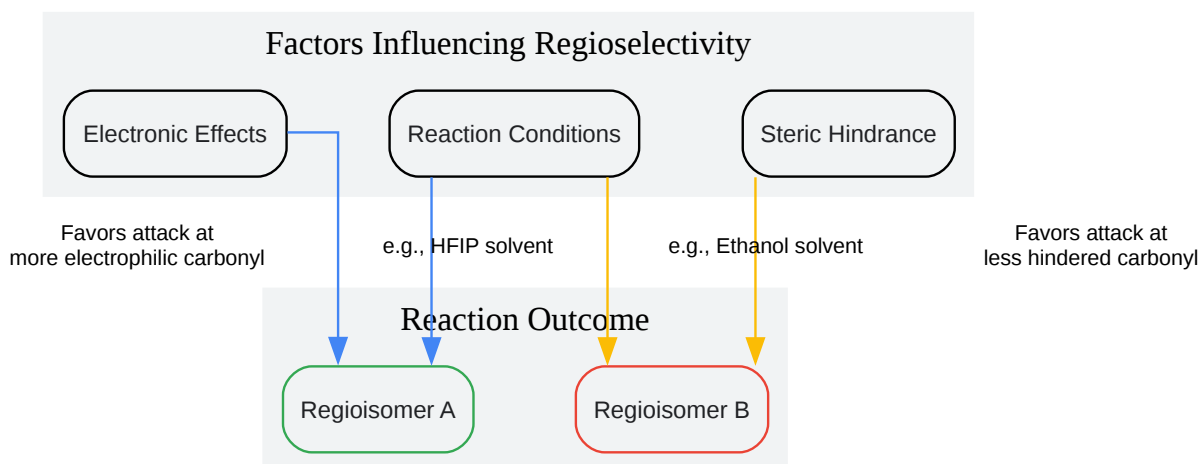 Factors Influencing Regioselectivity
Electronic Effects
Reaction Conditions
Steric Hindrance
Favors attack at
more electrophilic carbonyl
e.g., HFIP solvent
e.g., Ethanol solvent
Favors attack at
less hindered carbonyl
Reaction Outcome
Regioisomer A
Regioisomer B